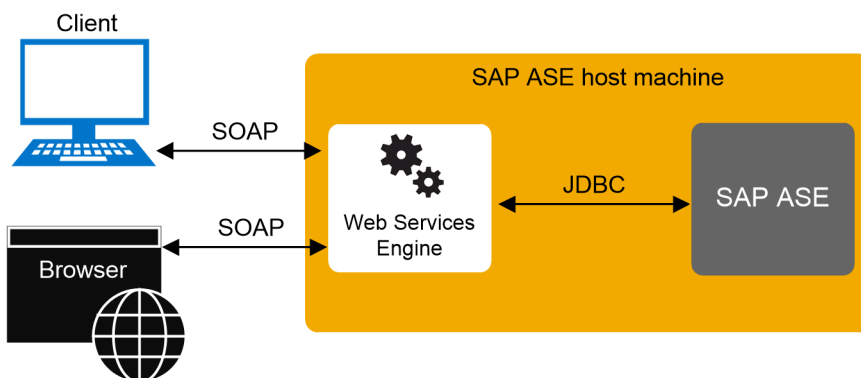 Client
SAP ASE host machine
SOAP
Web Services
Engine
JDBC
SAP ASE
SOAP
Browser